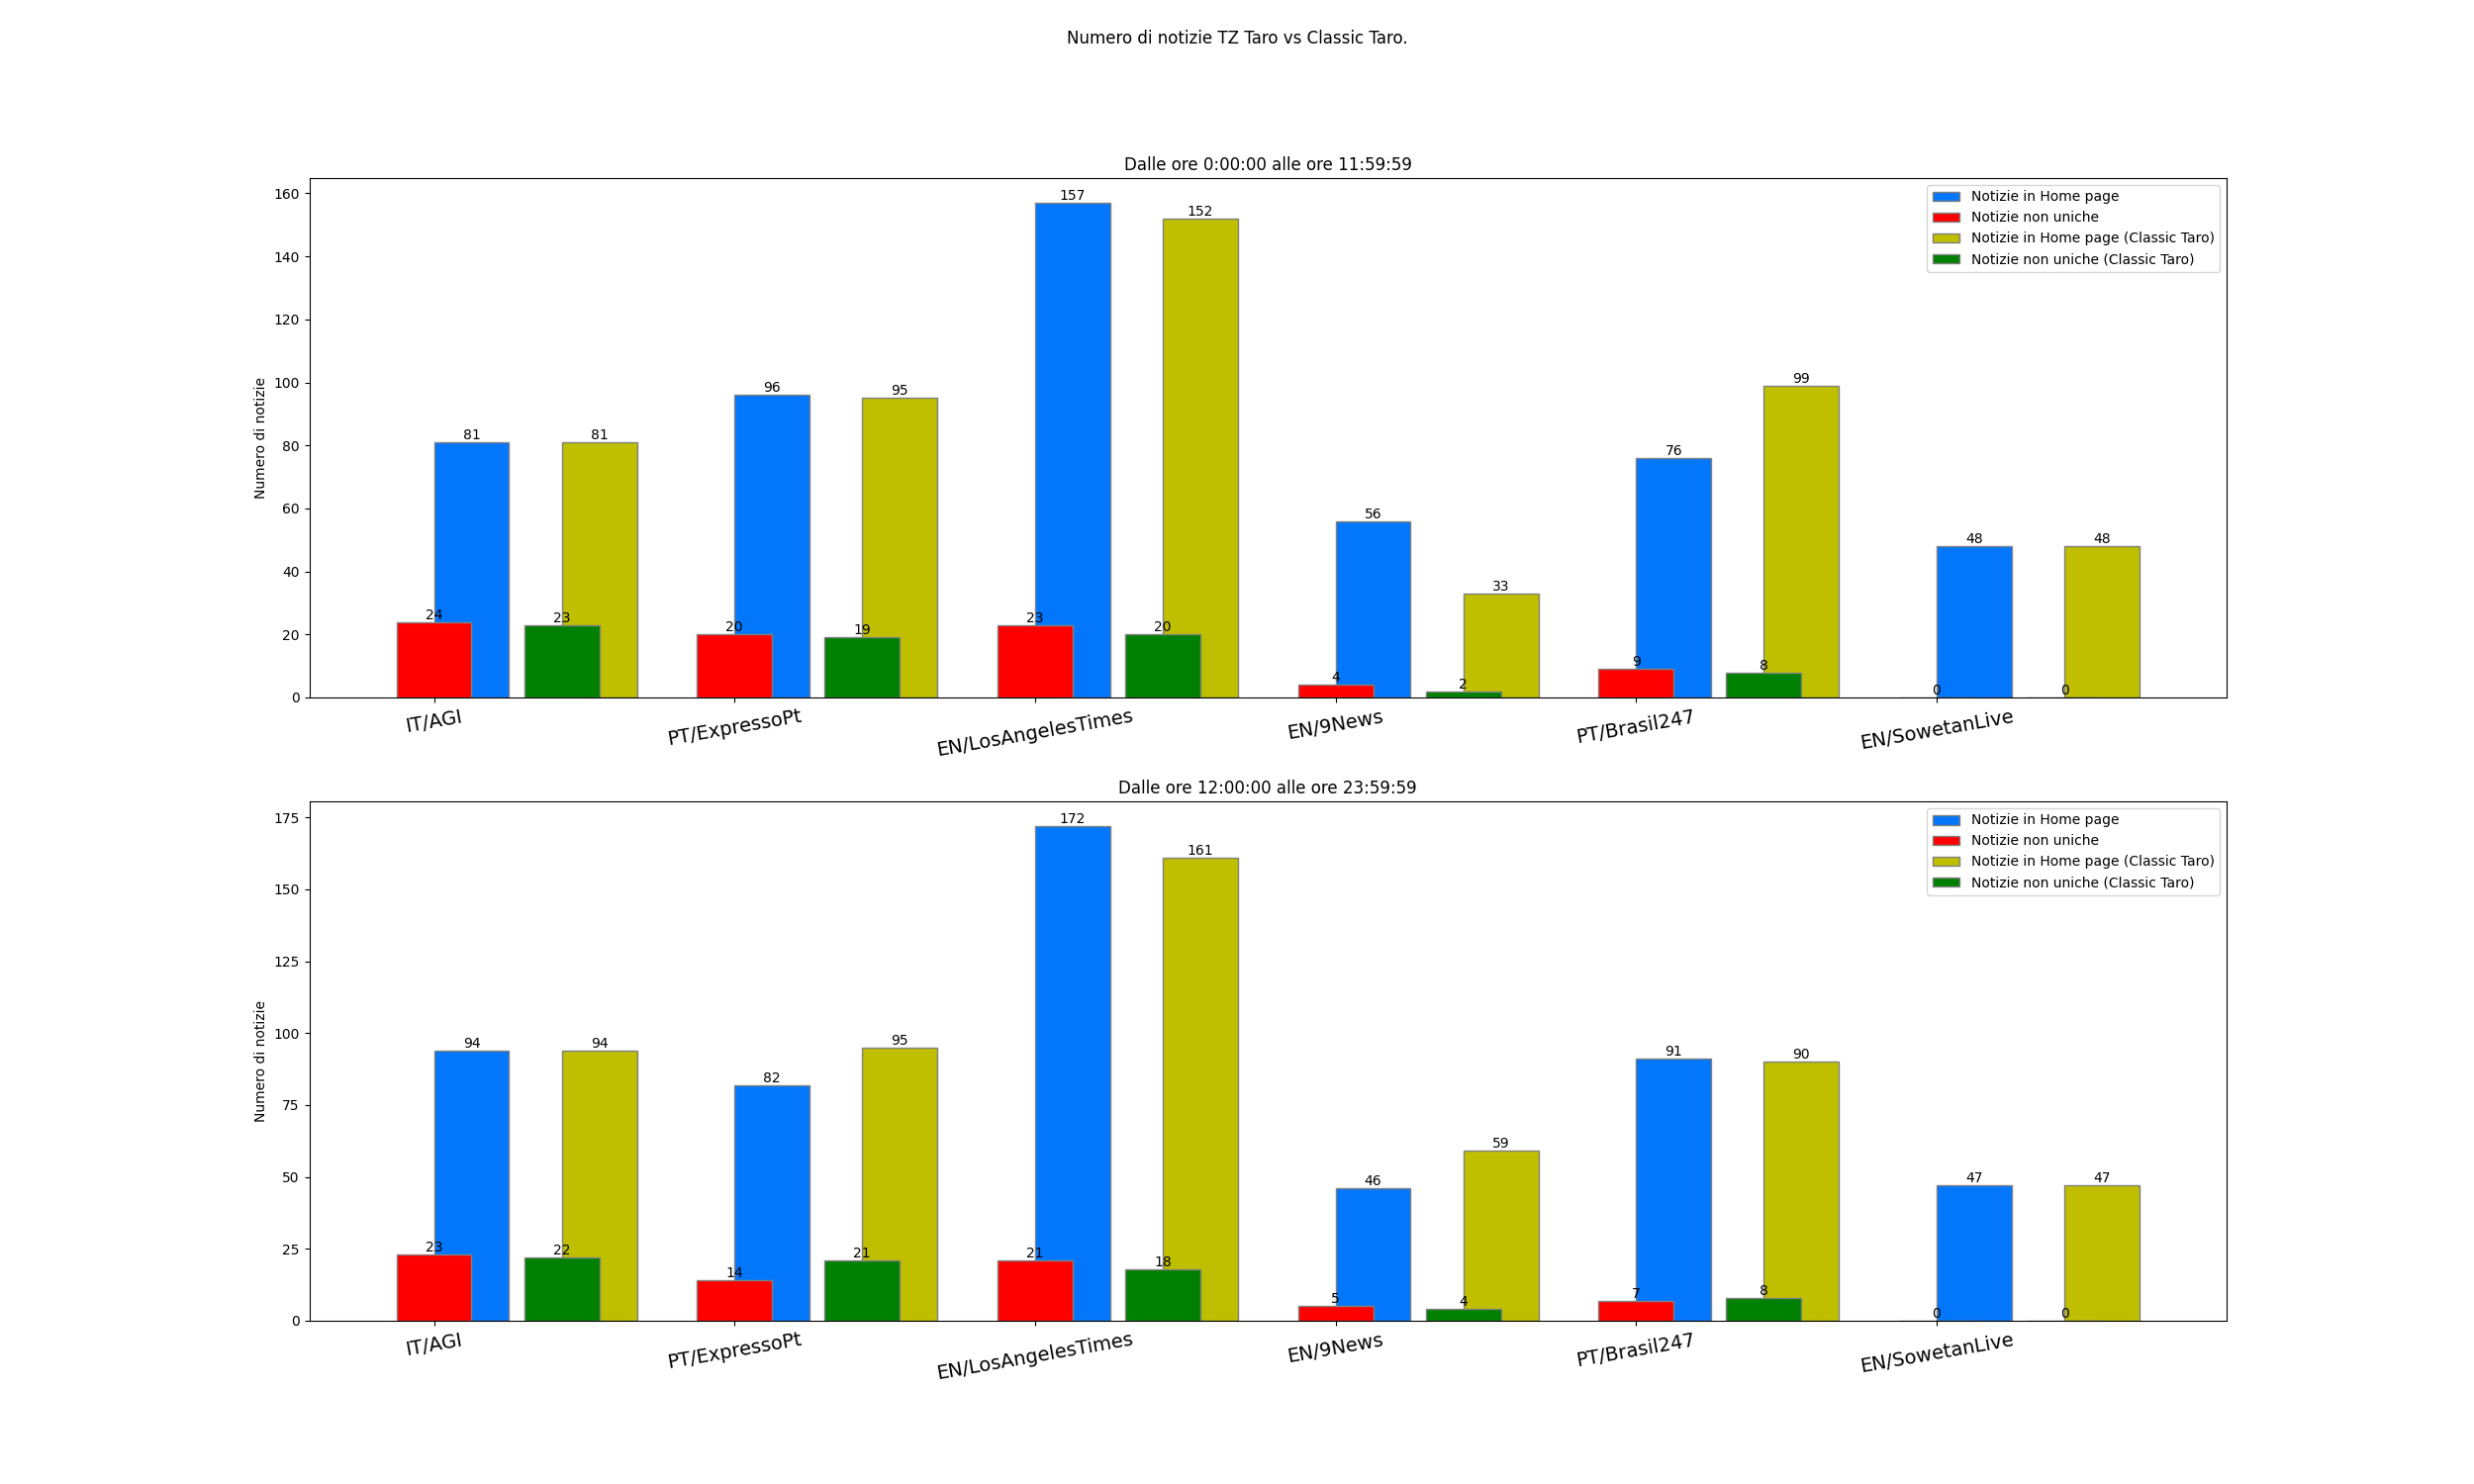 Numero di notizie TZ Taro vs Classic Taro.
Dalle ore 0:00:00 alle ore 11:59:59
Numero di notizie
160
140
120
100
80
60
40
20
0
157
152
96
95
99
81
81
76
56
48
48
33
24
23
20
19
23
20
4
2
9
8
0
0
Notizie in Home page
Notizie non uniche
Notizie in Home page (Classic Taro)
Notizie non uniche (Classic Taro)
IT/AGI
PT/ExpressoPt
EN/LosAngelesTimes
EN/9News
PT/Brasil247
EN/SowetanLive
Dalle ore 12:00:00 alle ore 23:59:59
Numero di notizie
175
150
125
100
75
50
25
0
172
161
94
94
82
95
46
59
91
90
47
47
23
22
14
21
21
18
5
4
7
8
0
0
Notizie in Home page
Notizie non uniche
Notizie in Home page (Classic Taro)
Notizie non uniche (Classic Taro)
IT/AGI
PT/ExpressoPt
EN/LosAngelesTimes
EN/9News
PT/Brasil247
EN/SowetanLive